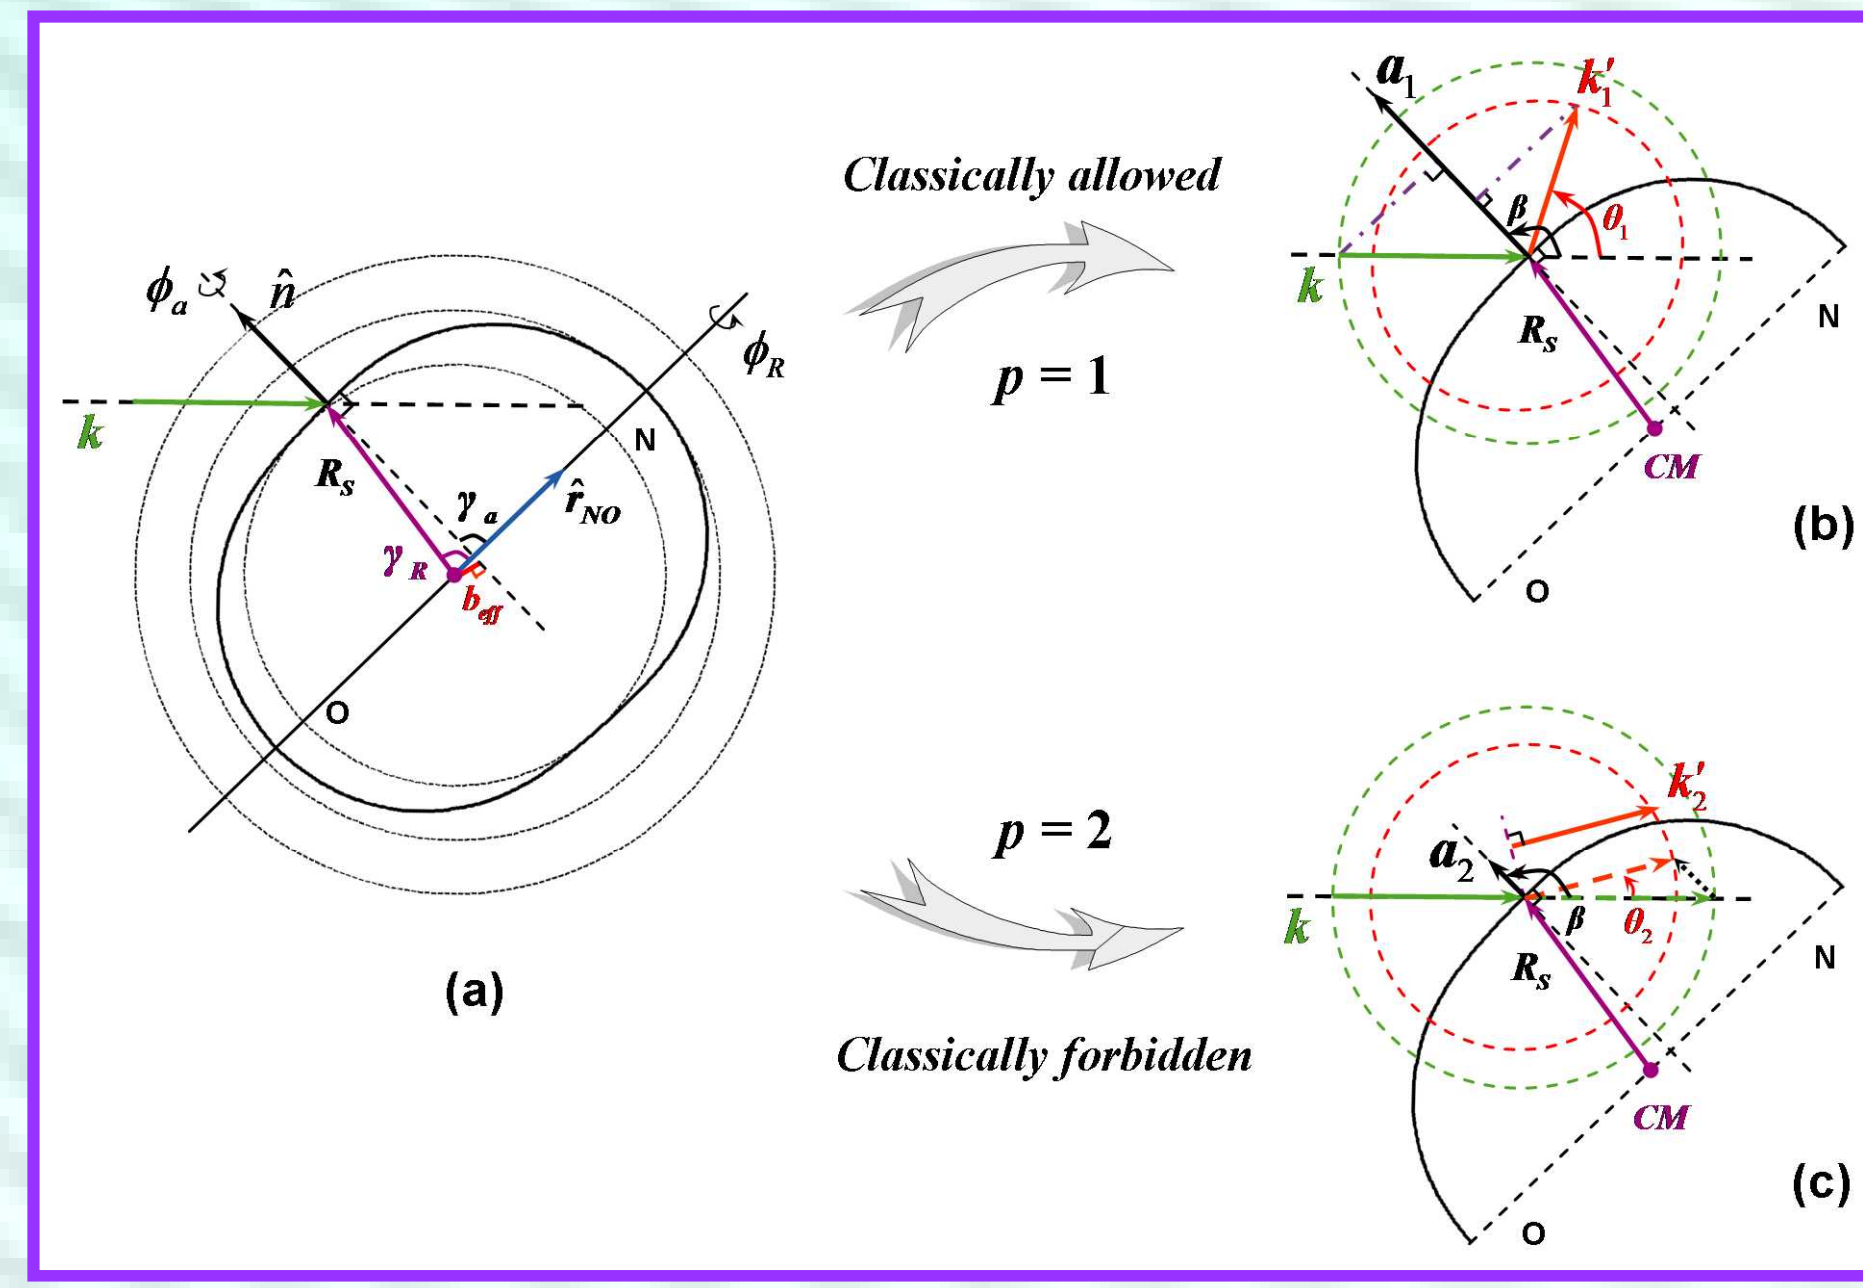 ϕa
n̂
k
Rs
γa
γR
r̂NO
beff
N
ϕR
O
(a)
Classically allowed
p = 1
p = 2
Classically forbidden
a1
k′1
β
θ1
k
Rs
N
CM
O
(b)
k′2
a2
k
β
θ2
Rs
N
CM
O
(c)